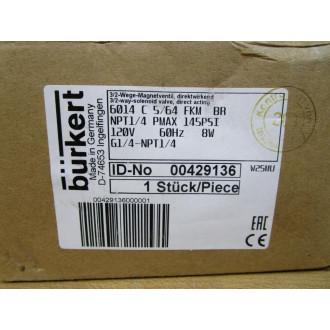 bürkert
Made in Germany
D-74653 Ingelfingen
3/2-Wege-Magnetventil, direktwirkend
3/2-way-solenoid valve, direct acting
6014 C 5/64 FKM BR
NPT1/4 PMAX 145PSI
120V 60Hz 8W
G1/4-NPT1/4
ID-No 00429136
1 Stück/Piece
W25MU
00429136000001
EAC
CE